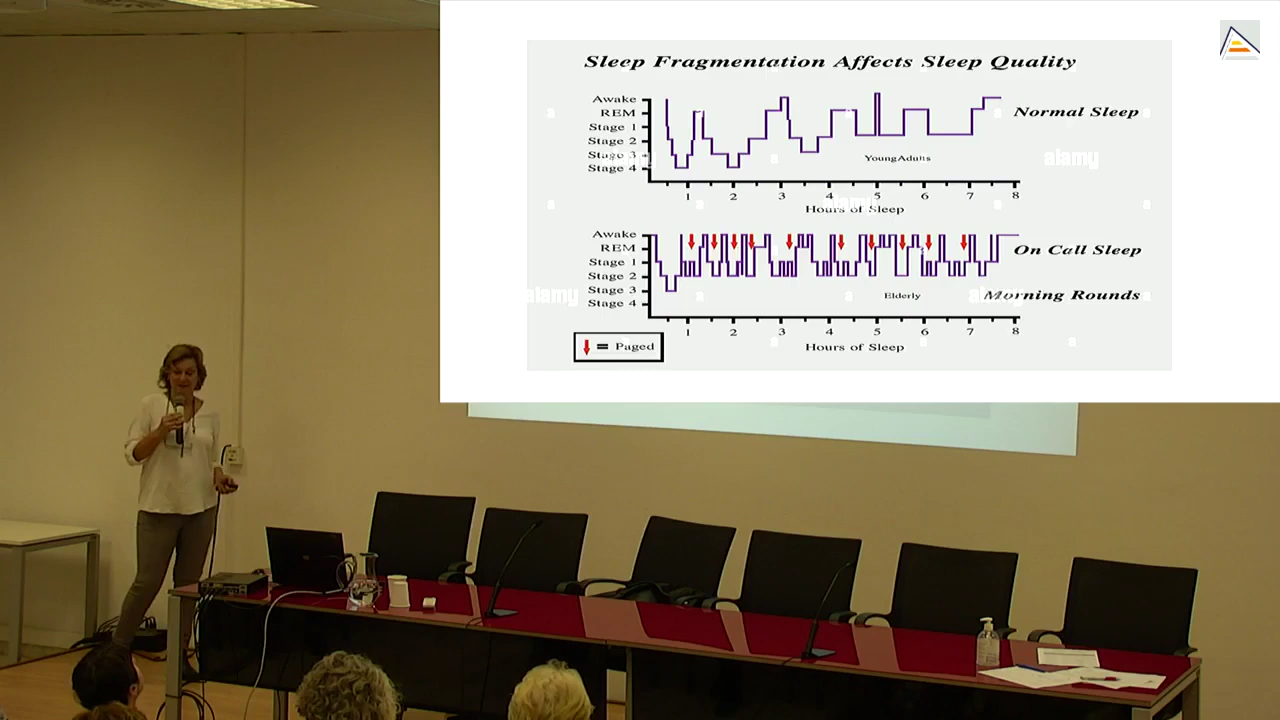 Sleep Fragmentation Affects Sleep Quality
Awake
REM
Stage 1
Stage 2
Stage 3
Stage 4
Normal Sleep
YoungAdults
alamy
alamy
1 2 3 4 5 6 7 8
alamy
Hours of Sleep
Awake
REM
Stage 1
Stage 2
Stage 3
Stage 4
On Call Sleep
Elderly
Morning Rounds
alamy
alamy
1 2 3 4 5 6 7 8
Hours of Sleep
= Paged